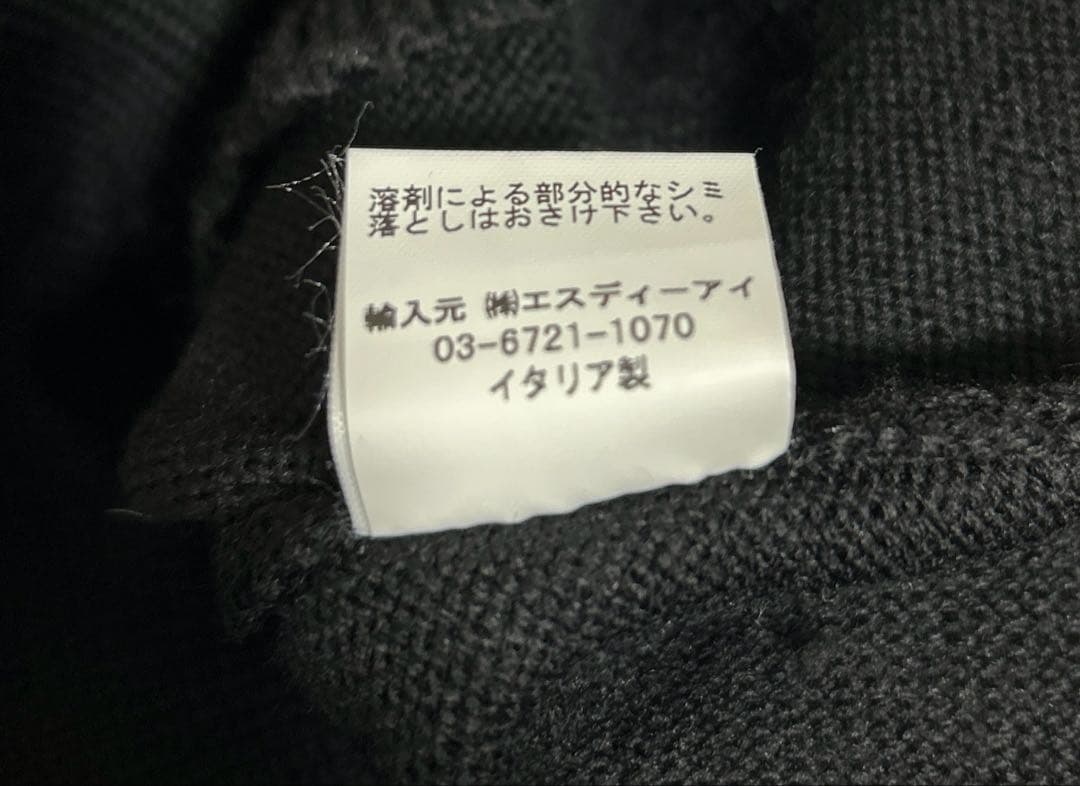 溶剤による部分的なシミ
落としはおさけ下さい。
輸入元 ㈱エスディーアイ
03-6721-1070
イタリア製